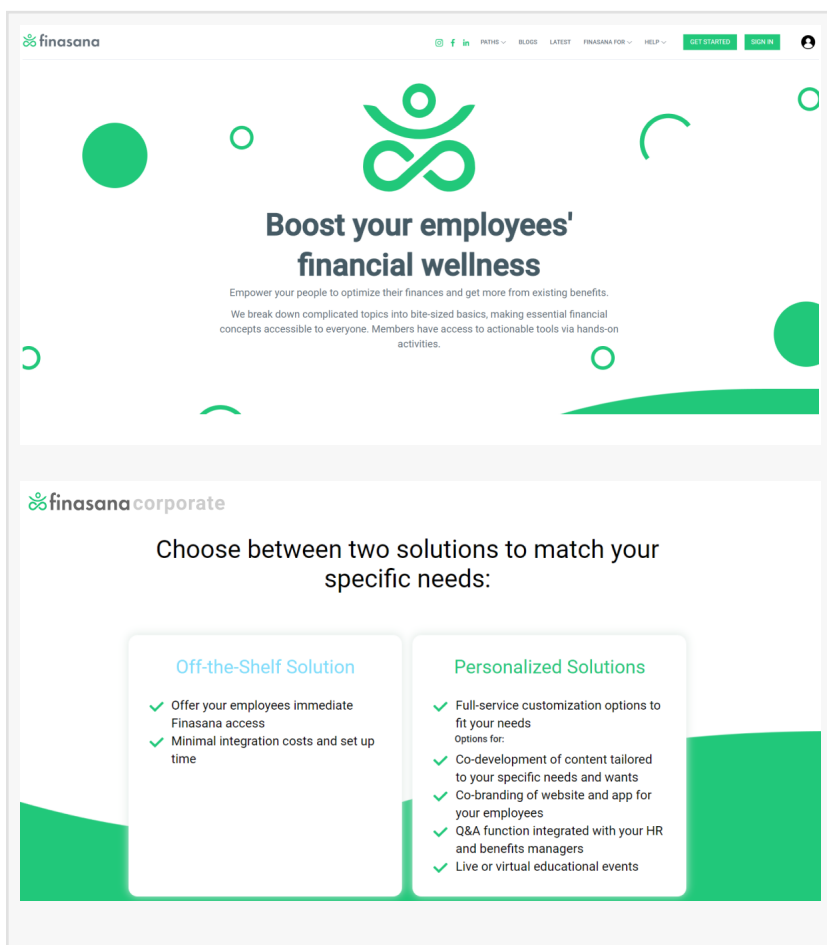 finasana
PATHS BLOGS LATEST FINASANA FOR HELP GET STARTED SIGN IN
Boost your employees'
financial wellness
Empower your people to optimize their finances and get more from existing benefits.
We break down complicated topics into bite-sized basics, making essential financial
concepts accessible to everyone. Members have access to actionable tools via hands-on
activities.
finasana corporate
Choose between two solutions to match your
specific needs:
Off-the-Shelf Solution
Offer your employees immediate
Finasana access
Minimal integration costs and set up
time
Personalized Solutions
Full-service customization options to
fit your needs
Options for:
Co-development of content tailored
to your specific needs and wants
Co-branding of website and app for
your employees
Q&A function integrated with your HR
and benefits managers
Live or virtual educational events